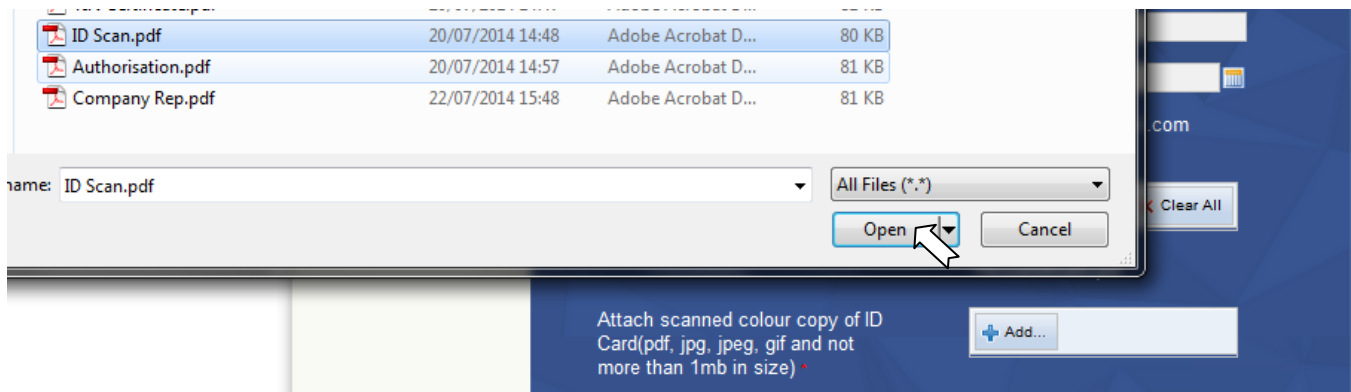 ID Scan.pdf 20/07/2014 14:48 Adobe Acrobat D... 80 KB
Authorisation.pdf 20/07/2014 14:57 Adobe Acrobat D... 81 KB
Company Rep.pdf 22/07/2014 15:48 Adobe Acrobat D... 81 KB
.com
name: ID Scan.pdf All Files (*.*)
Clear All
Open Cancel
Attach scanned colour copy of ID
Card(pdf, jpg, jpeg, gif and not
more than 1mb in size) *
Add...